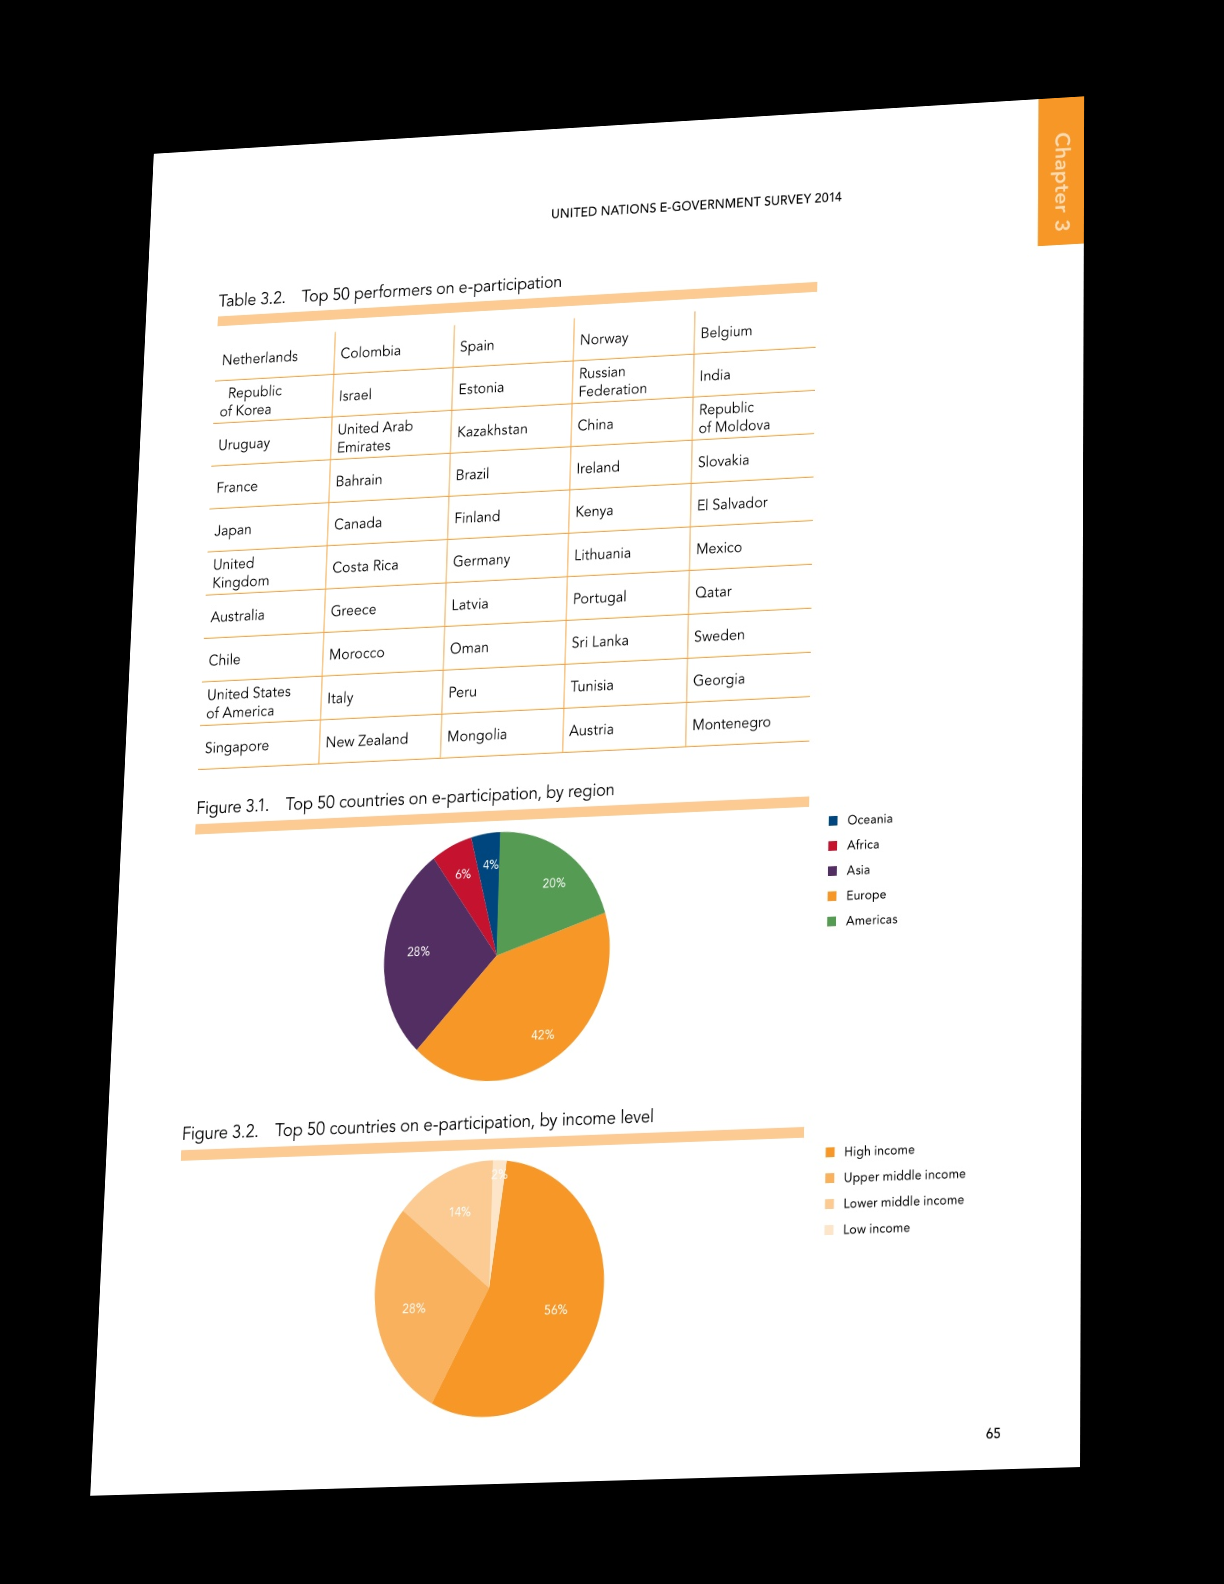 Chapter 3
UNITED NATIONS E-GOVERNMENT SURVEY 2014
Table 3.2. Top 50 performers on e-participation
Netherlands Colombia Spain Norway Belgium
Republic
of Korea Israel Estonia Russian
Federation India
Uruguay United Arab
Emirates Kazakhstan China Republic
of Moldova
France Bahrain Brazil Ireland Slovakia
Japan Canada Finland Kenya El Salvador
United
Kingdom Costa Rica Germany Lithuania Mexico
Australia Greece Latvia Portugal Qatar
Chile Morocco Oman Sri Lanka Sweden
United States
of America Italy Peru Tunisia Georgia
Singapore New Zealand Mongolia Austria Montenegro
Figure 3.1. Top 50 countries on e-participation, by region
4%
6%
20%
28%
42%
Oceania
Africa
Asia
Europe
Americas
Figure 3.2. Top 50 countries on e-participation, by income level
2%
14%
28%
56%
High income
Upper middle income
Lower middle income
Low income
65